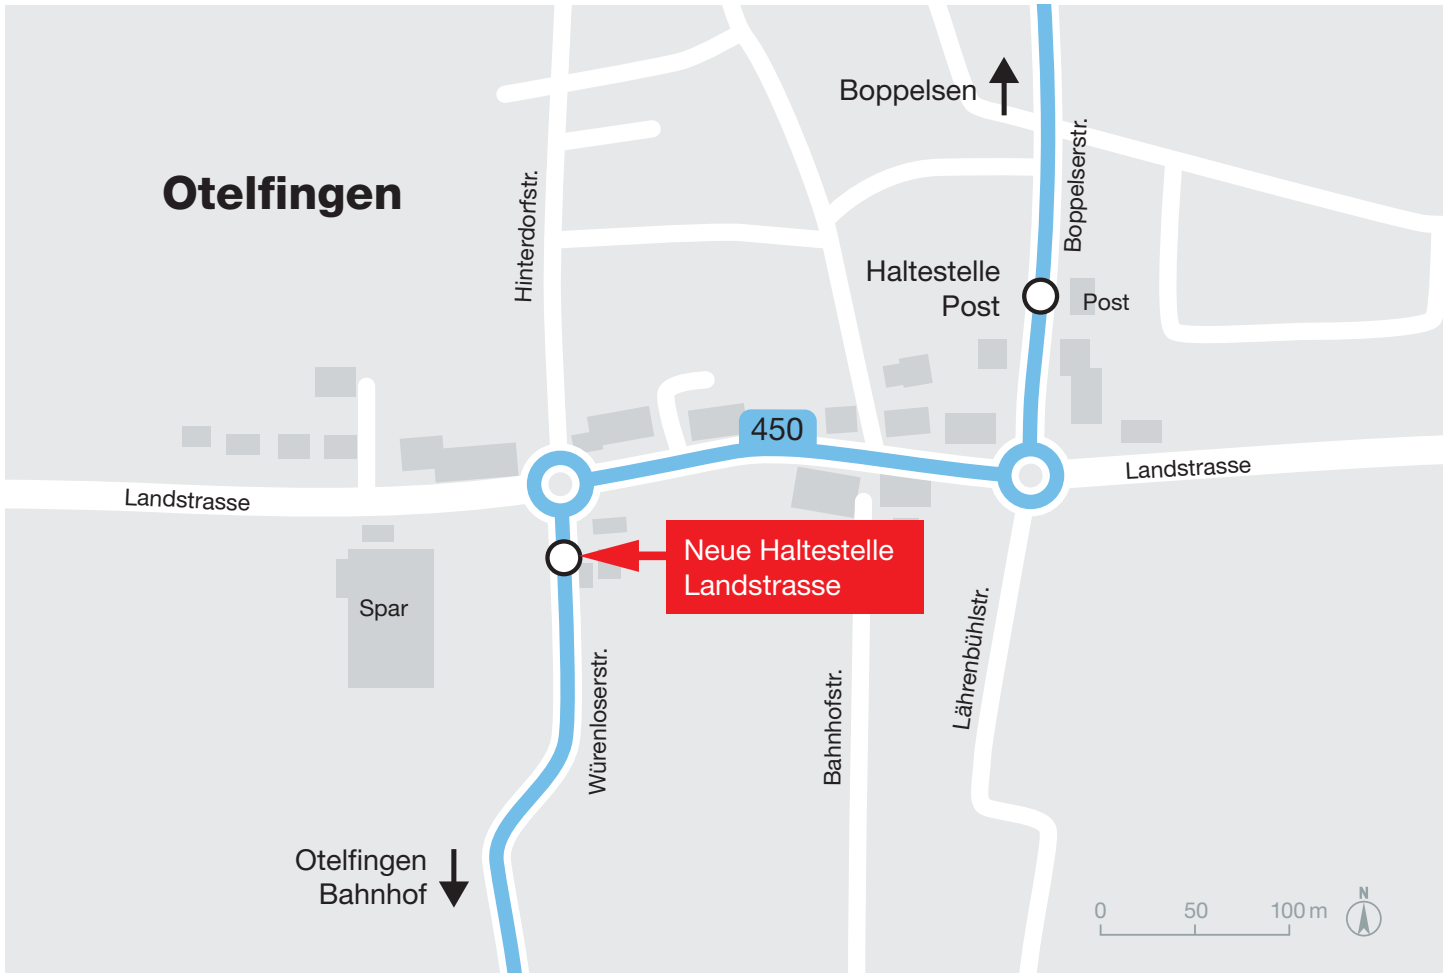 Boppelsen
Otelfingen
Hinterdorfstr.
Boppelserstr.
Haltestelle
Post
Post
450
Landstrasse
Landstrasse
Neue Haltestelle
Landstrasse
Spar
Würenloserstr.
Bahnhofstr.
Lährenbühlstr.
Otelfingen
Bahnhof
0 50 100 m
N